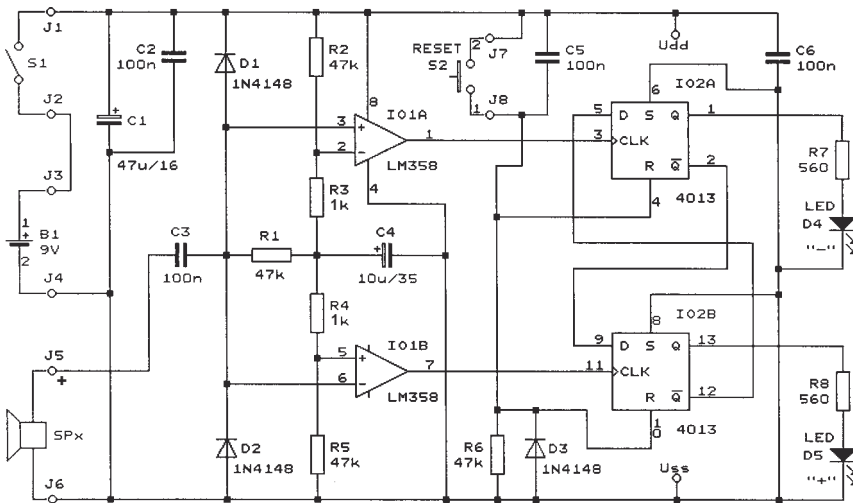 J1
S1
J2
J3
1
+
B1
9V
2
J4
J5
+
SPx
J6
C2
100n
+
C1
47u/16
C3
100n
D1
1N4148
R2
47k
3
+
2
-
8
IO1A
1
LM358
4
R3
1k
R1
47k
C4
+
10u/35
R4
1k
IO1B
5
+
6
-
7
LM358
D2
1N4148
R5
47k
RESET
S2
2
J7
1
J8
C5
100n
Udd
C6
100n
IO2A
6
5
D S Q
1
3
CLK
R Q
2
4
4013
R7
560
LED
D4
"-"
IO2B
8
9
D S Q
13
11
CLK
R Q
12
10
4013
R8
560
LED
D5
"+"
R6
47k
D3
1N4148
Uss